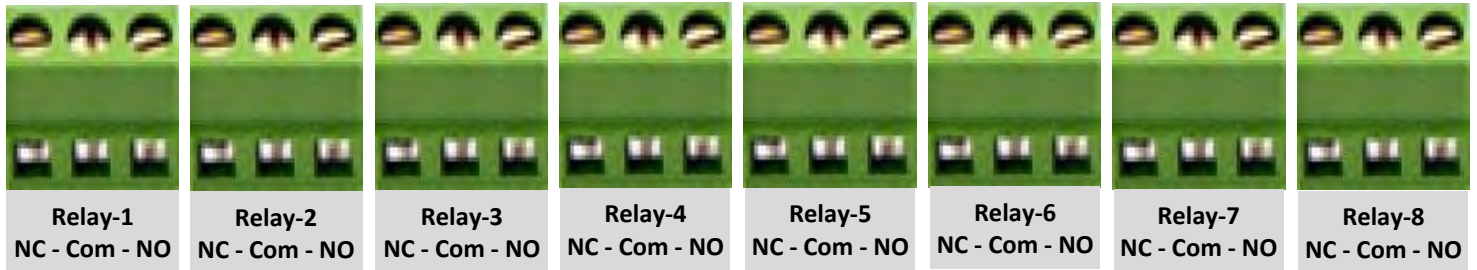 Relay-1
NC - Com - NO
Relay-2
NC - Com - NO
Relay-3
NC - Com - NO
Relay-4
NC - Com - NO
Relay-5
NC - Com - NO
Relay-6
NC - Com - NO
Relay-7
NC - Com - NO
Relay-8
NC - Com - NO